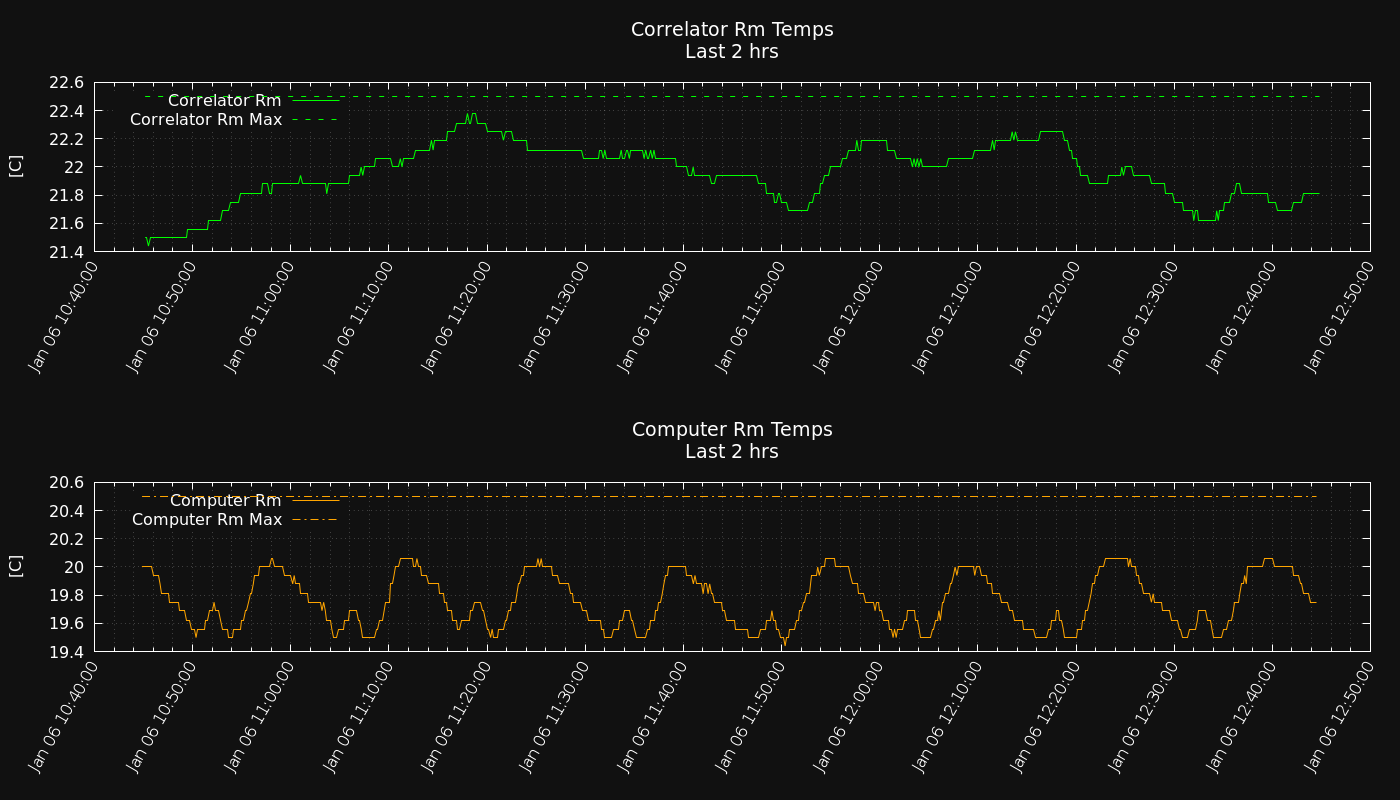 Correlator Rm Temps
Last 2 hrs
[C]
22.6
22.4
22.2
22
21.8
21.6
21.4
Correlator Rm
Correlator Rm Max
Jan 06 10:40:00
Jan 06 10:50:00
Jan 06 11:00:00
Jan 06 11:10:00
Jan 06 11:20:00
Jan 06 11:30:00
Jan 06 11:40:00
Jan 06 11:50:00
Jan 06 12:00:00
Jan 06 12:10:00
Jan 06 12:20:00
Jan 06 12:30:00
Jan 06 12:40:00
Jan 06 12:50:00
Computer Rm Temps
Last 2 hrs
[C]
20.6
20.4
20.2
20
19.8
19.6
19.4
Computer Rm
Computer Rm Max
Jan 06 10:40:00
Jan 06 10:50:00
Jan 06 11:00:00
Jan 06 11:10:00
Jan 06 11:20:00
Jan 06 11:30:00
Jan 06 11:40:00
Jan 06 11:50:00
Jan 06 12:00:00
Jan 06 12:10:00
Jan 06 12:20:00
Jan 06 12:30:00
Jan 06 12:40:00
Jan 06 12:50:00